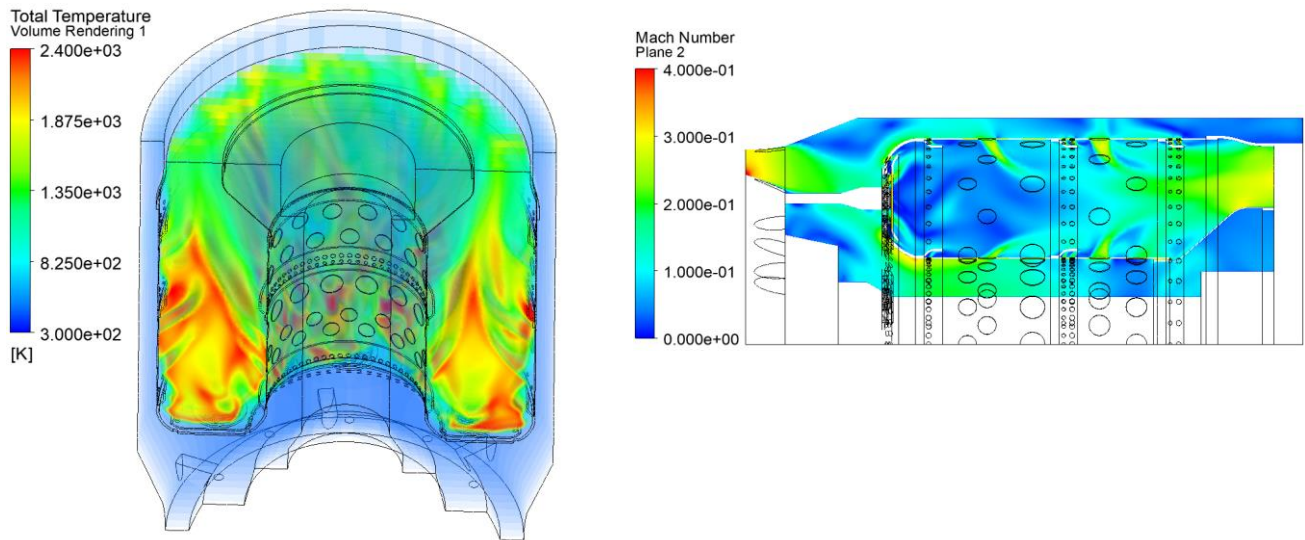 Total Temperature
Volume Rendering 1
2.400e+03
1.875e+03
1.350e+03
8.250e+02
3.000e+02
[K]
Mach Number
Plane 2
4.000e-01
3.000e-01
2.000e-01
1.000e-01
0.000e+00